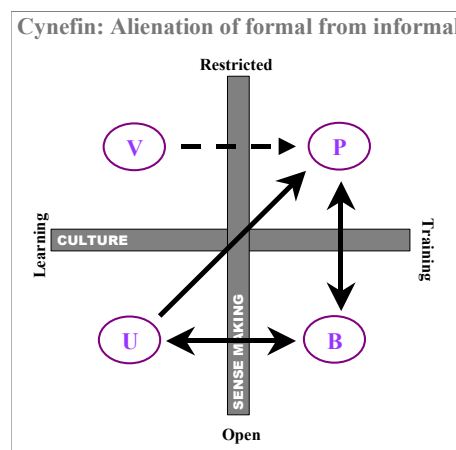 Cynefin: Alienation of formal from informal
Restricted
V
P
Learning
CULTURE
Training
U
SENSE MAKING
B
Open